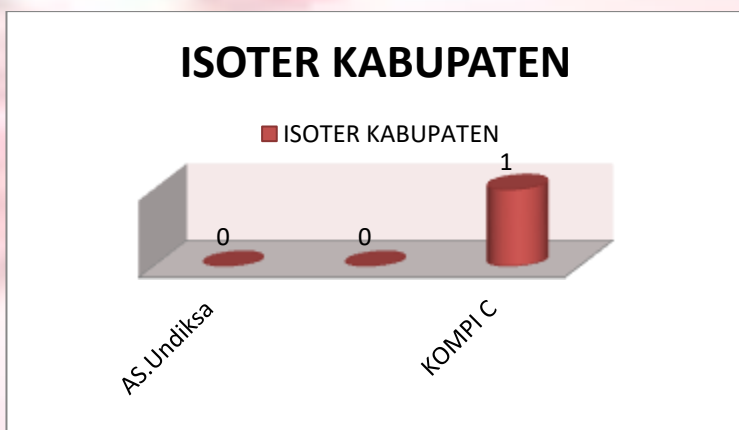 ISOTER KABUPATEN
ISOTER KABUPATEN
1
0
0
AS.Undiksa
KOMPI C